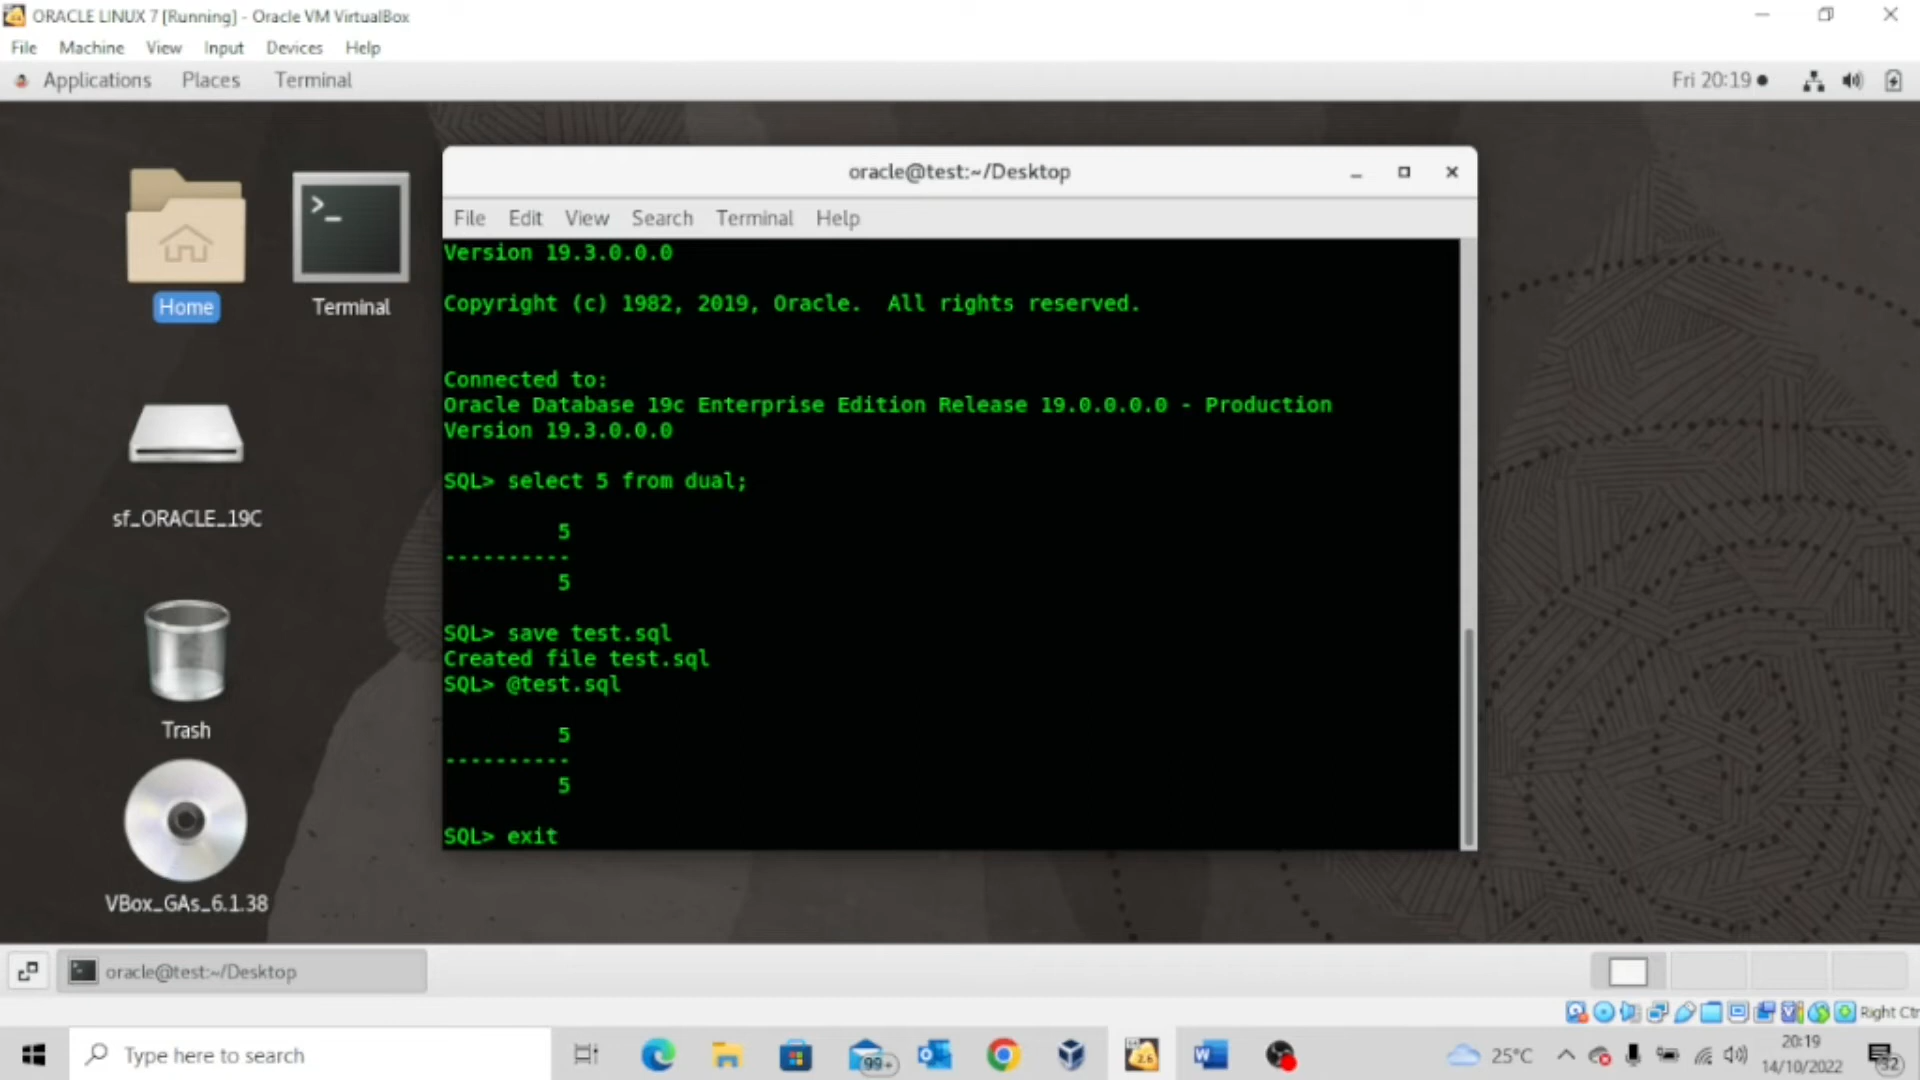 ORACLE LINUX 7 [Running] - Oracle VM VirtualBox
File Machine View Input Devices Help
Applications Places Terminal Fri 20:19
oracle@test:~/Desktop
File Edit View Search Terminal Help
Version 19.3.0.0.0
Copyright (c) 1982, 2019, Oracle.  All rights reserved.
Connected to:
Oracle Database 19c Enterprise Edition Release 19.0.0.0.0 - Production
Version 19.3.0.0.0
SQL> select 5 from dual;
5
----------
5
SQL> save test.sql
Created file test.sql
SQL> @test.sql
5
----------
5
SQL> exit
Home
Terminal
sf_ORACLE_19C
Trash
VBox_GAs_6.1.38
oracle@test:~/Desktop
Right Ctr
Type here to search
99+
2.6
25°C
20:19
14/10/2022
32